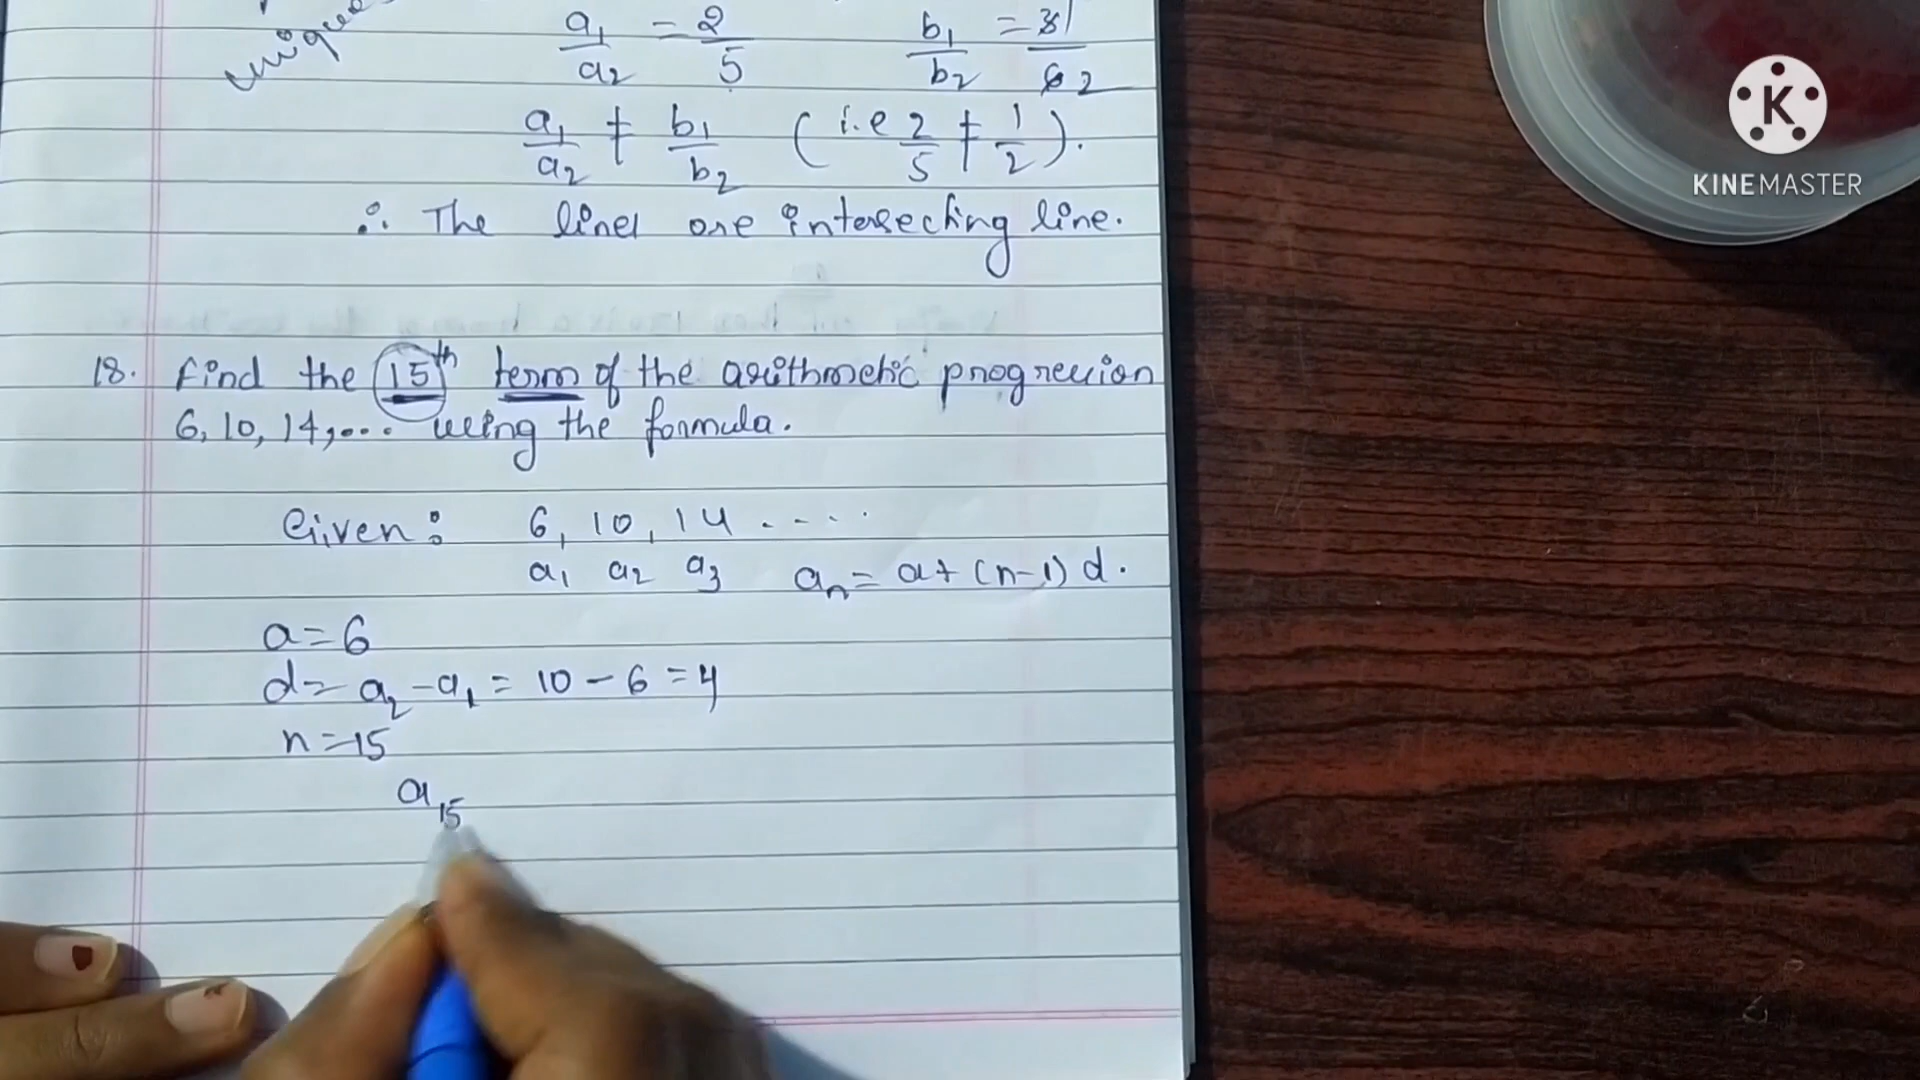 unique
a1/a2 = 2/5 b1/b2 = 31/62
a1/a2 ≠ b1/b2 (i.e 2/5 ≠ 1/2).
∴ The lines are intersecting line.
18. Find the 15th term of the arithmetic progression
6, 10, 14,... using the formula.
Given: 6, 10, 14 ....
a1 a2 a3 an = a+(n-1)d.
a=6
d= a2-a1 = 10-6=4
n=15
a15
K
KINEMASTER